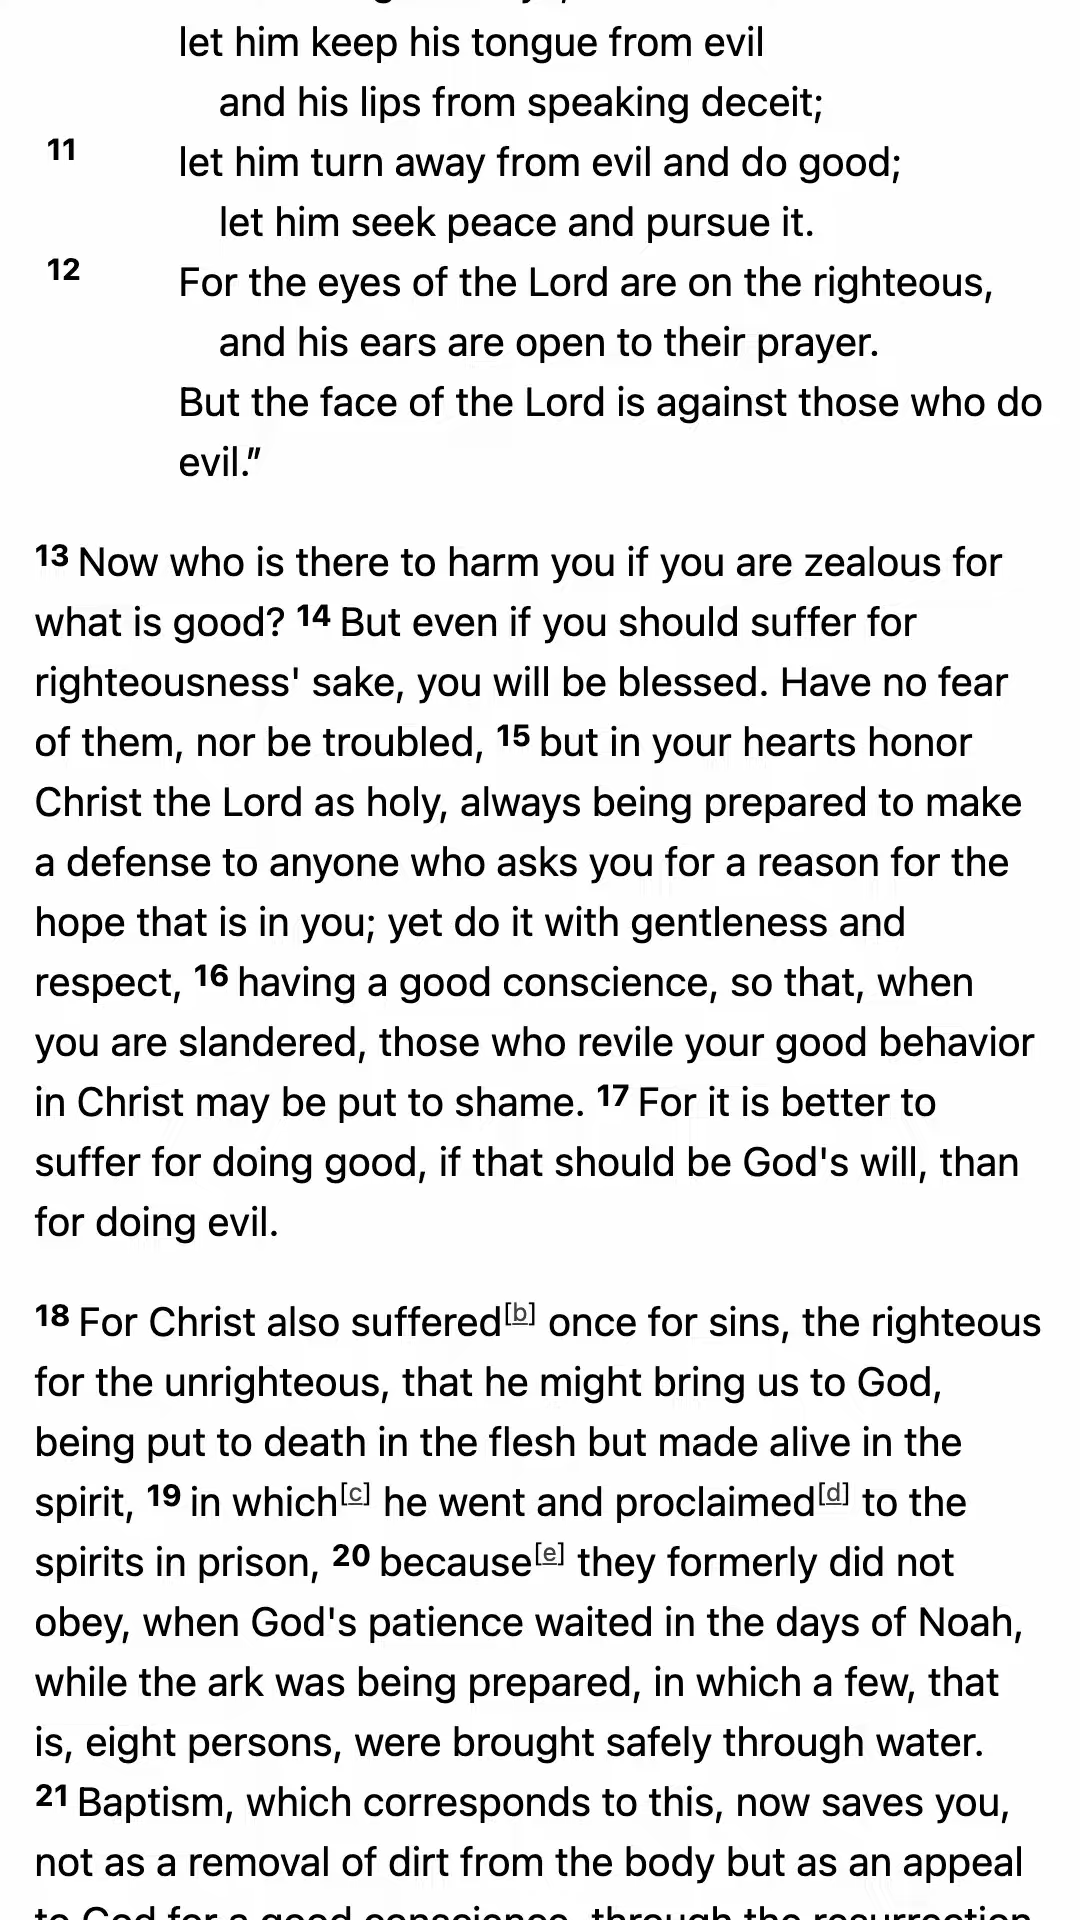 let him keep his tongue from evil
and his lips from speaking deceit;
11 let him turn away from evil and do good;
let him seek peace and pursue it.
12 For the eyes of the Lord are on the righteous,
and his ears are open to their prayer.
But the face of the Lord is against those who do
evil.”
13 Now who is there to harm you if you are zealous for
what is good? 14 But even if you should suffer for
righteousness' sake, you will be blessed. Have no fear
of them, nor be troubled, 15 but in your hearts honor
Christ the Lord as holy, always being prepared to make
a defense to anyone who asks you for a reason for the
hope that is in you; yet do it with gentleness and
respect, 16 having a good conscience, so that, when
you are slandered, those who revile your good behavior
in Christ may be put to shame. 17 For it is better to
suffer for doing good, if that should be God's will, than
for doing evil.
18 For Christ also suffered[b] once for sins, the righteous
for the unrighteous, that he might bring us to God,
being put to death in the flesh but made alive in the
spirit, 19 in which[c] he went and proclaimed[d] to the
spirits in prison, 20 because[e] they formerly did not
obey, when God's patience waited in the days of Noah,
while the ark was being prepared, in which a few, that
is, eight persons, were brought safely through water.
21 Baptism, which corresponds to this, now saves you,
not as a removal of dirt from the body but as an appeal
to God for a good conscience, through the resurrection